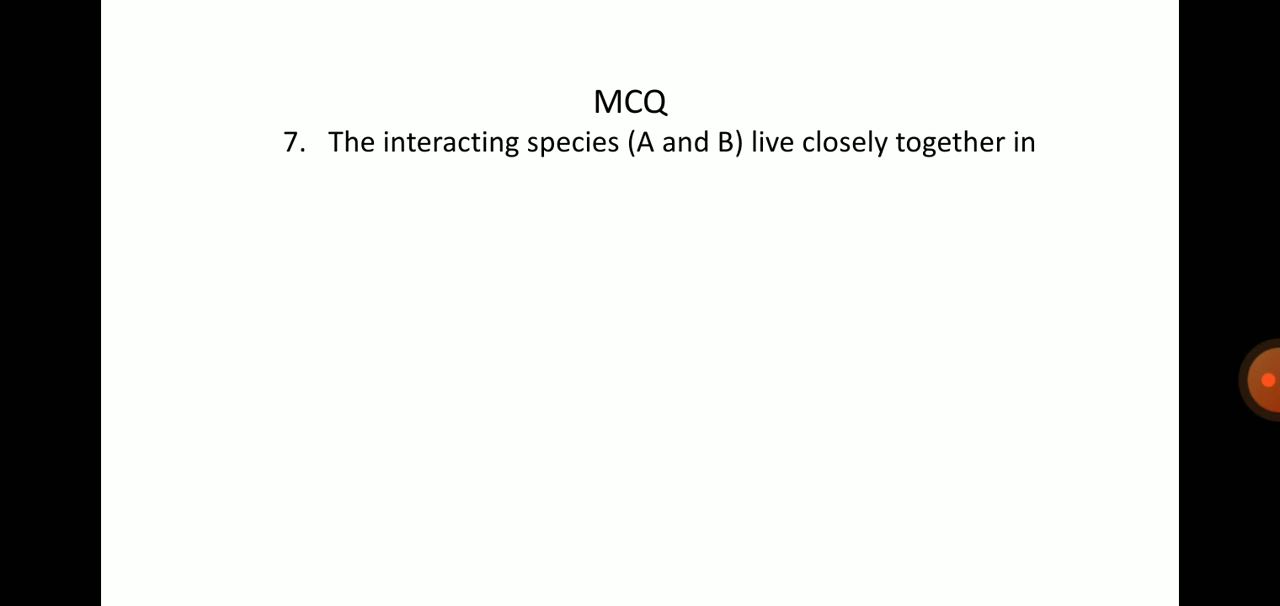 MCQ
7. The interacting species (A and B) live closely together in